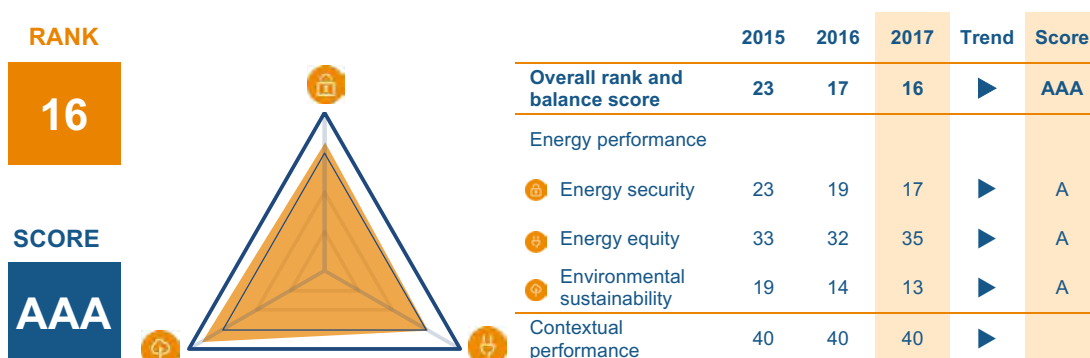 RANK
16
SCORE
AAA
2015 2016 2017 Trend Score
Overall rank and
balance score 23 17 16 AAA
Energy performance
Energy security 23 19 17 A
Energy equity 33 32 35 A
Environmental
sustainability 19 14 13 A
Contextual
performance 40 40 40